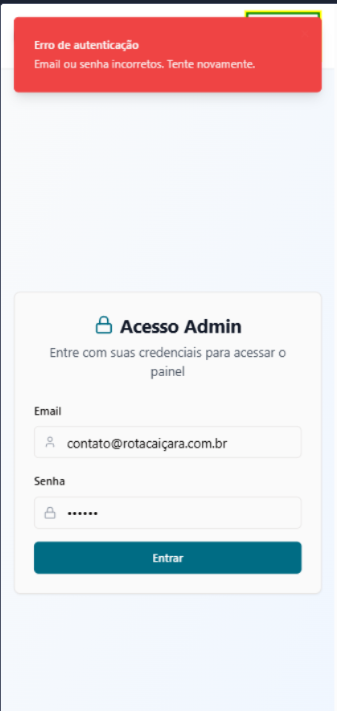 Erro de autenticação
Email ou senha incorretos. Tente novamente.
Acesso Admin
Entre com suas credenciais para acessar o
painel
Email
contato@rotacaiçara.com.br
Senha
••••••
Entrar